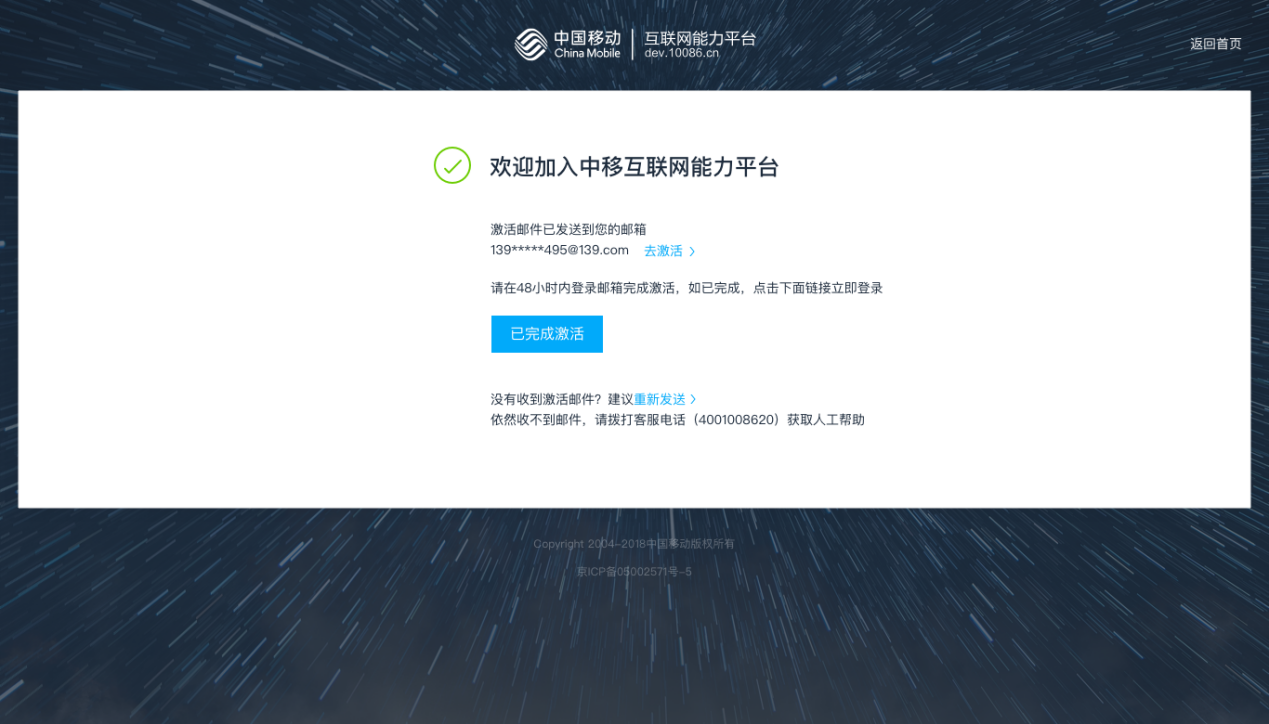 中国移动
China Mobile
互联网能力平台
dev.10086.cn
返回首页
欢迎加入中移互联网能力平台
激活邮件已发送到您的邮箱
139*****495@139.com 去激活 >
请在48小时内登录邮箱完成激活，如已完成，点击下面链接立即登录
已完成激活
没有收到激活邮件？建议重新发送 >
依然收不到邮件，请拨打客服电话（4001008620）获取人工帮助
Copyright 2004-2018中国移动版权所有
京ICP备05002571号-5